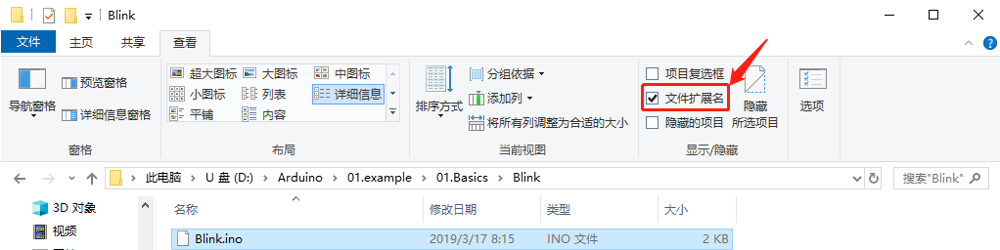 Blink
文件 主页 共享 查看
预览窗格 超大图标 大图标 中图标 分组依据 项目复选框
小图标 列表 详细信息 添加列 文件扩展名
导航窗格 详细信息窗格 平铺 内容 排序方式 将所有列调整为合适的大小 隐藏的项目 隐藏 所选项目 选项
窗格 布局 当前视图 显示/隐藏
此电脑 > U 盘 (D:) > Arduino > 01.example > 01.Basics > Blink 搜索"Blink"
3D 对象 名称 修改日期 类型 大小
视频 Blink.ino 2019/3/17 8:15 INO 文件 2 KB